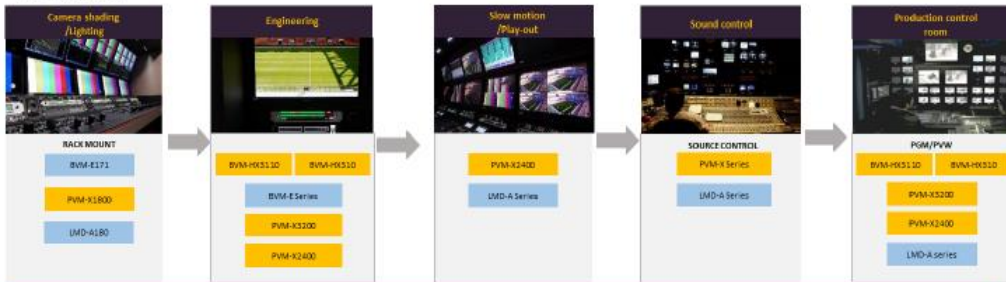 Camera shading
/Lighting
RACK MOUNT
BVM-E171
PVM-X1800
LMD-A180
Engineering
BVM-HX3110
BVM-HX310
BVM-E Series
PVM-X3200
PVM-X2400
Slow motion
/Play-out
PVM-X2400
LMD-A Series
Sound control
SOURCE CONTROL
PVM-X Series
LMD-A Series
Production control
room
PGM/PVW
BVM-HX3110
BVM-HX310
PVM-X3200
PVM-X2400
LMD-A series